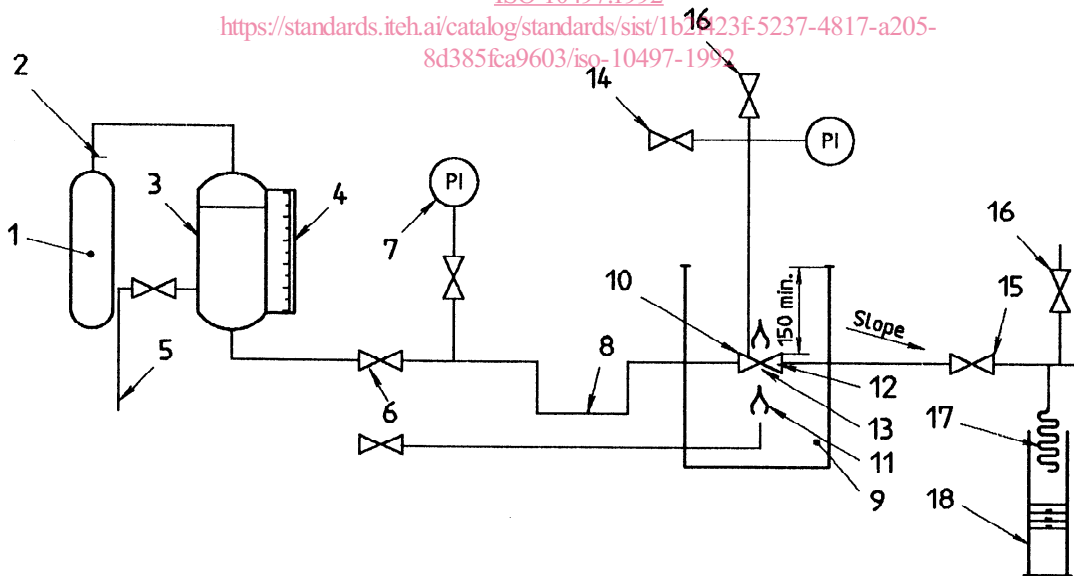 ISO 10497:1992
https://standards.iteh.ai/catalog/standards/sist/1b2f423f-5237-4817-a205-
8d385fca9603/iso-10497-1992
16
14
2
PI
PI
3
4
7
16
1
10
150 min.
15
Slope
8
12
5
6
13
17
11
9
18